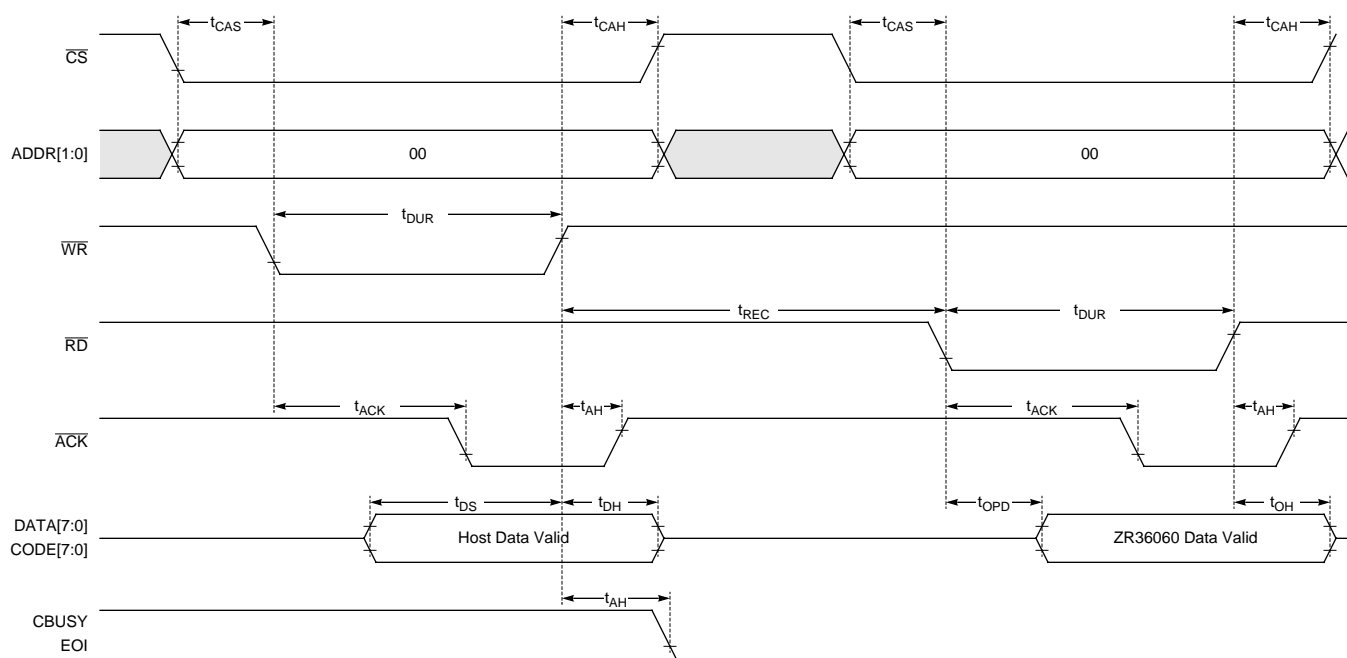 tCAS tCAH tCAS tCAH
CS
ADDR[1:0] 00 00
tDUR
WR
tREC tDUR
RD
tACK tAH tACK tAH
ACK
tDS tDH tOPD tOH
DATA[7:0]
CODE[7:0] Host Data Valid ZR36060 Data Valid
tAH
CBUSY
EOI